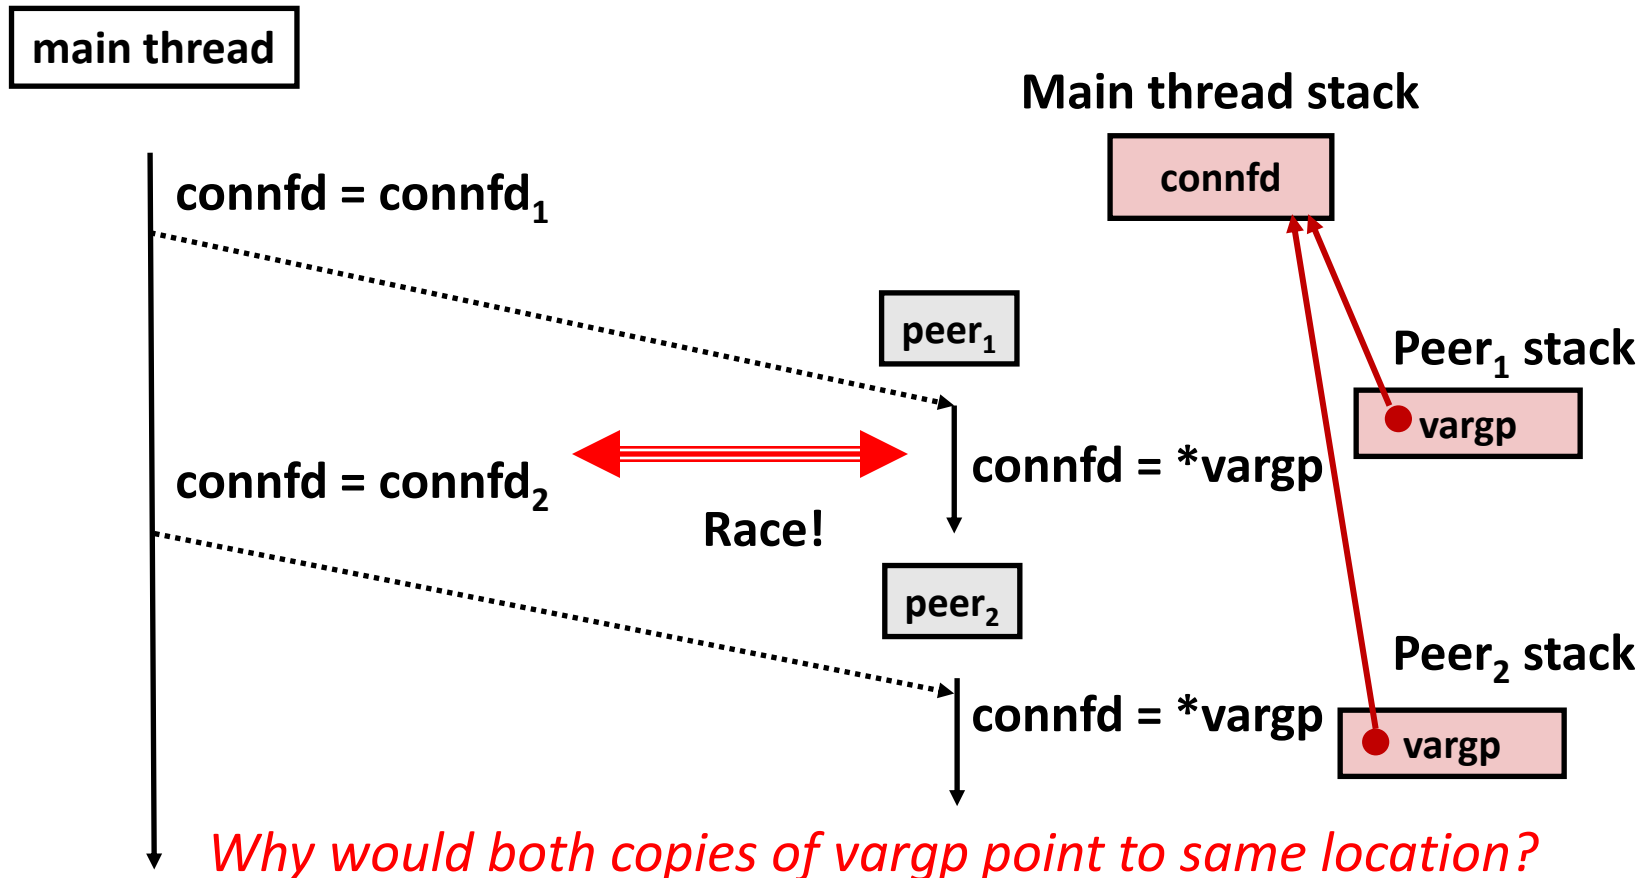 main thread
Main thread stack
connfd
connfd = connfd₁
peer₁
Peer₁ stack
vargp
connfd = *vargp
connfd = connfd₂
Race!
peer₂
Peer₂ stack
connfd = *vargp
vargp
Why would both copies of vargp point to same location?